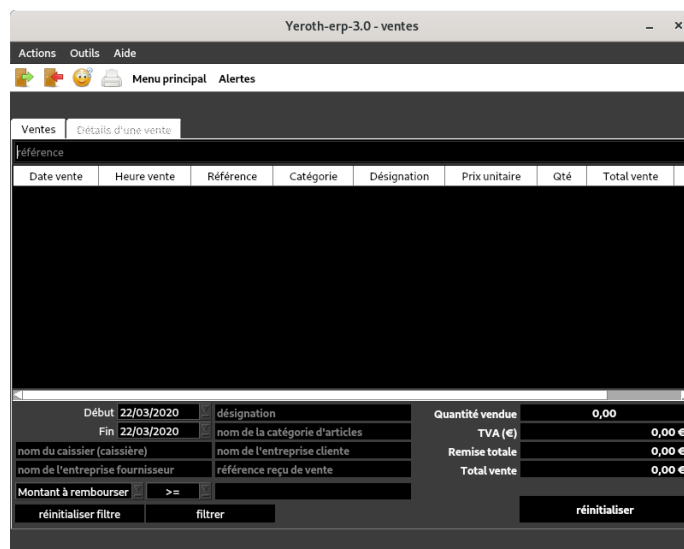 Yeroth-erp-3.0 - ventes
Actions Outils Aide
Menu principal Alertes
Ventes Détails d'une vente
référence
Date vente Heure vente Référence Catégorie Désignation Prix unitaire Qté Total vente
Début 22/03/2020 désignation Quantité vendue 0,00
Fin 22/03/2020 nom de la catégorie d'articles TVA (€) 0,00 €
nom du caissier (caissière) nom de l'entreprise cliente Remise totale 0,00 €
nom de l'entreprise fournisseur référence reçu de vente Total vente 0,00 €
Montant à rembourser >=
réinitialiser filtre filtrer réinitialiser